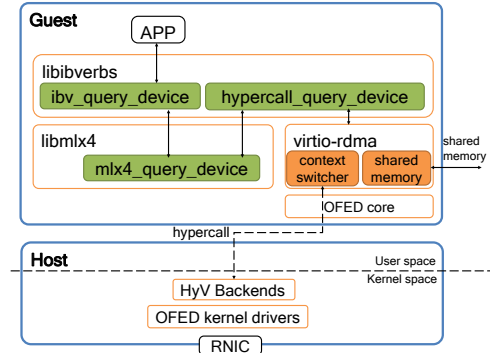 Guest
APP
libibverbs
ibv_query_device
hypercall_query_device
libmlx4
mlx4_query_device
virtio-rdma
context
switcher
shared
memory
shared
memory
OFED core
hypercall
Host
User space
Kernel space
HyV Backends
OFED kernel drivers
RNIC